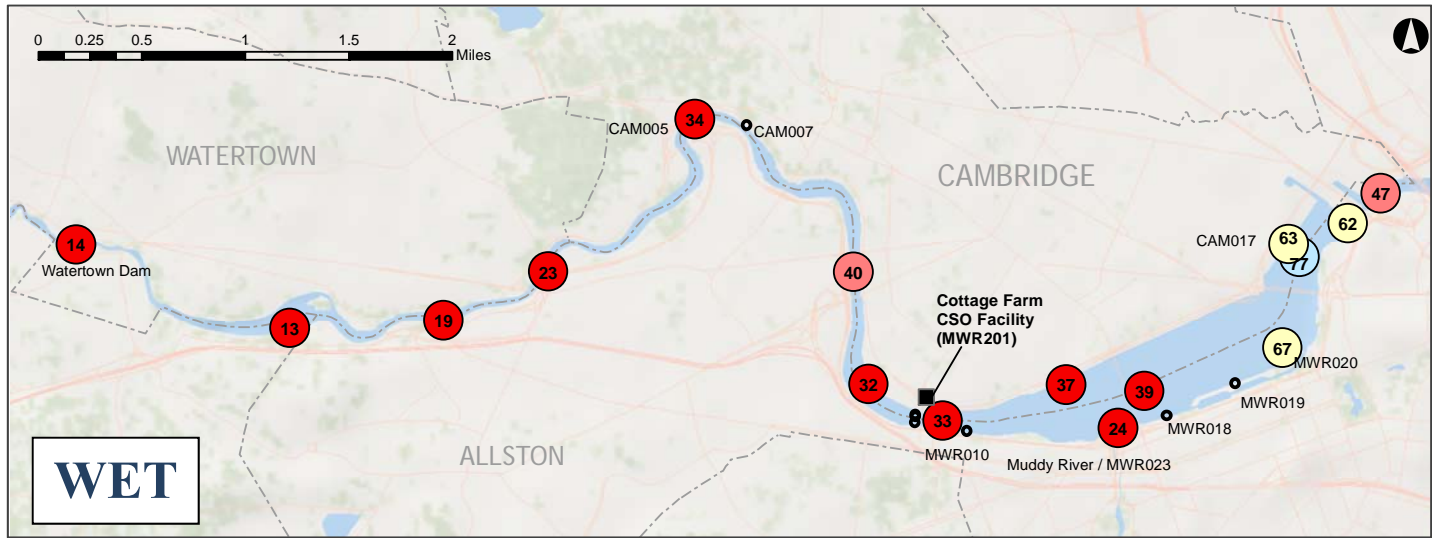 0 0.25 0.5 1 1.5 2
Miles
34
CAM005
CAM007
WATERTOWN
CAMBRIDGE
47
62
14
63
CAM017
77
Watertown Dam
23
40
Cottage Farm
CSO Facility
(MWR201)
19
13
67
MWR020
32
37
39
MWR019
33
24
MWR018
MWR010
ALLSTON
Muddy River / MWR023
WET